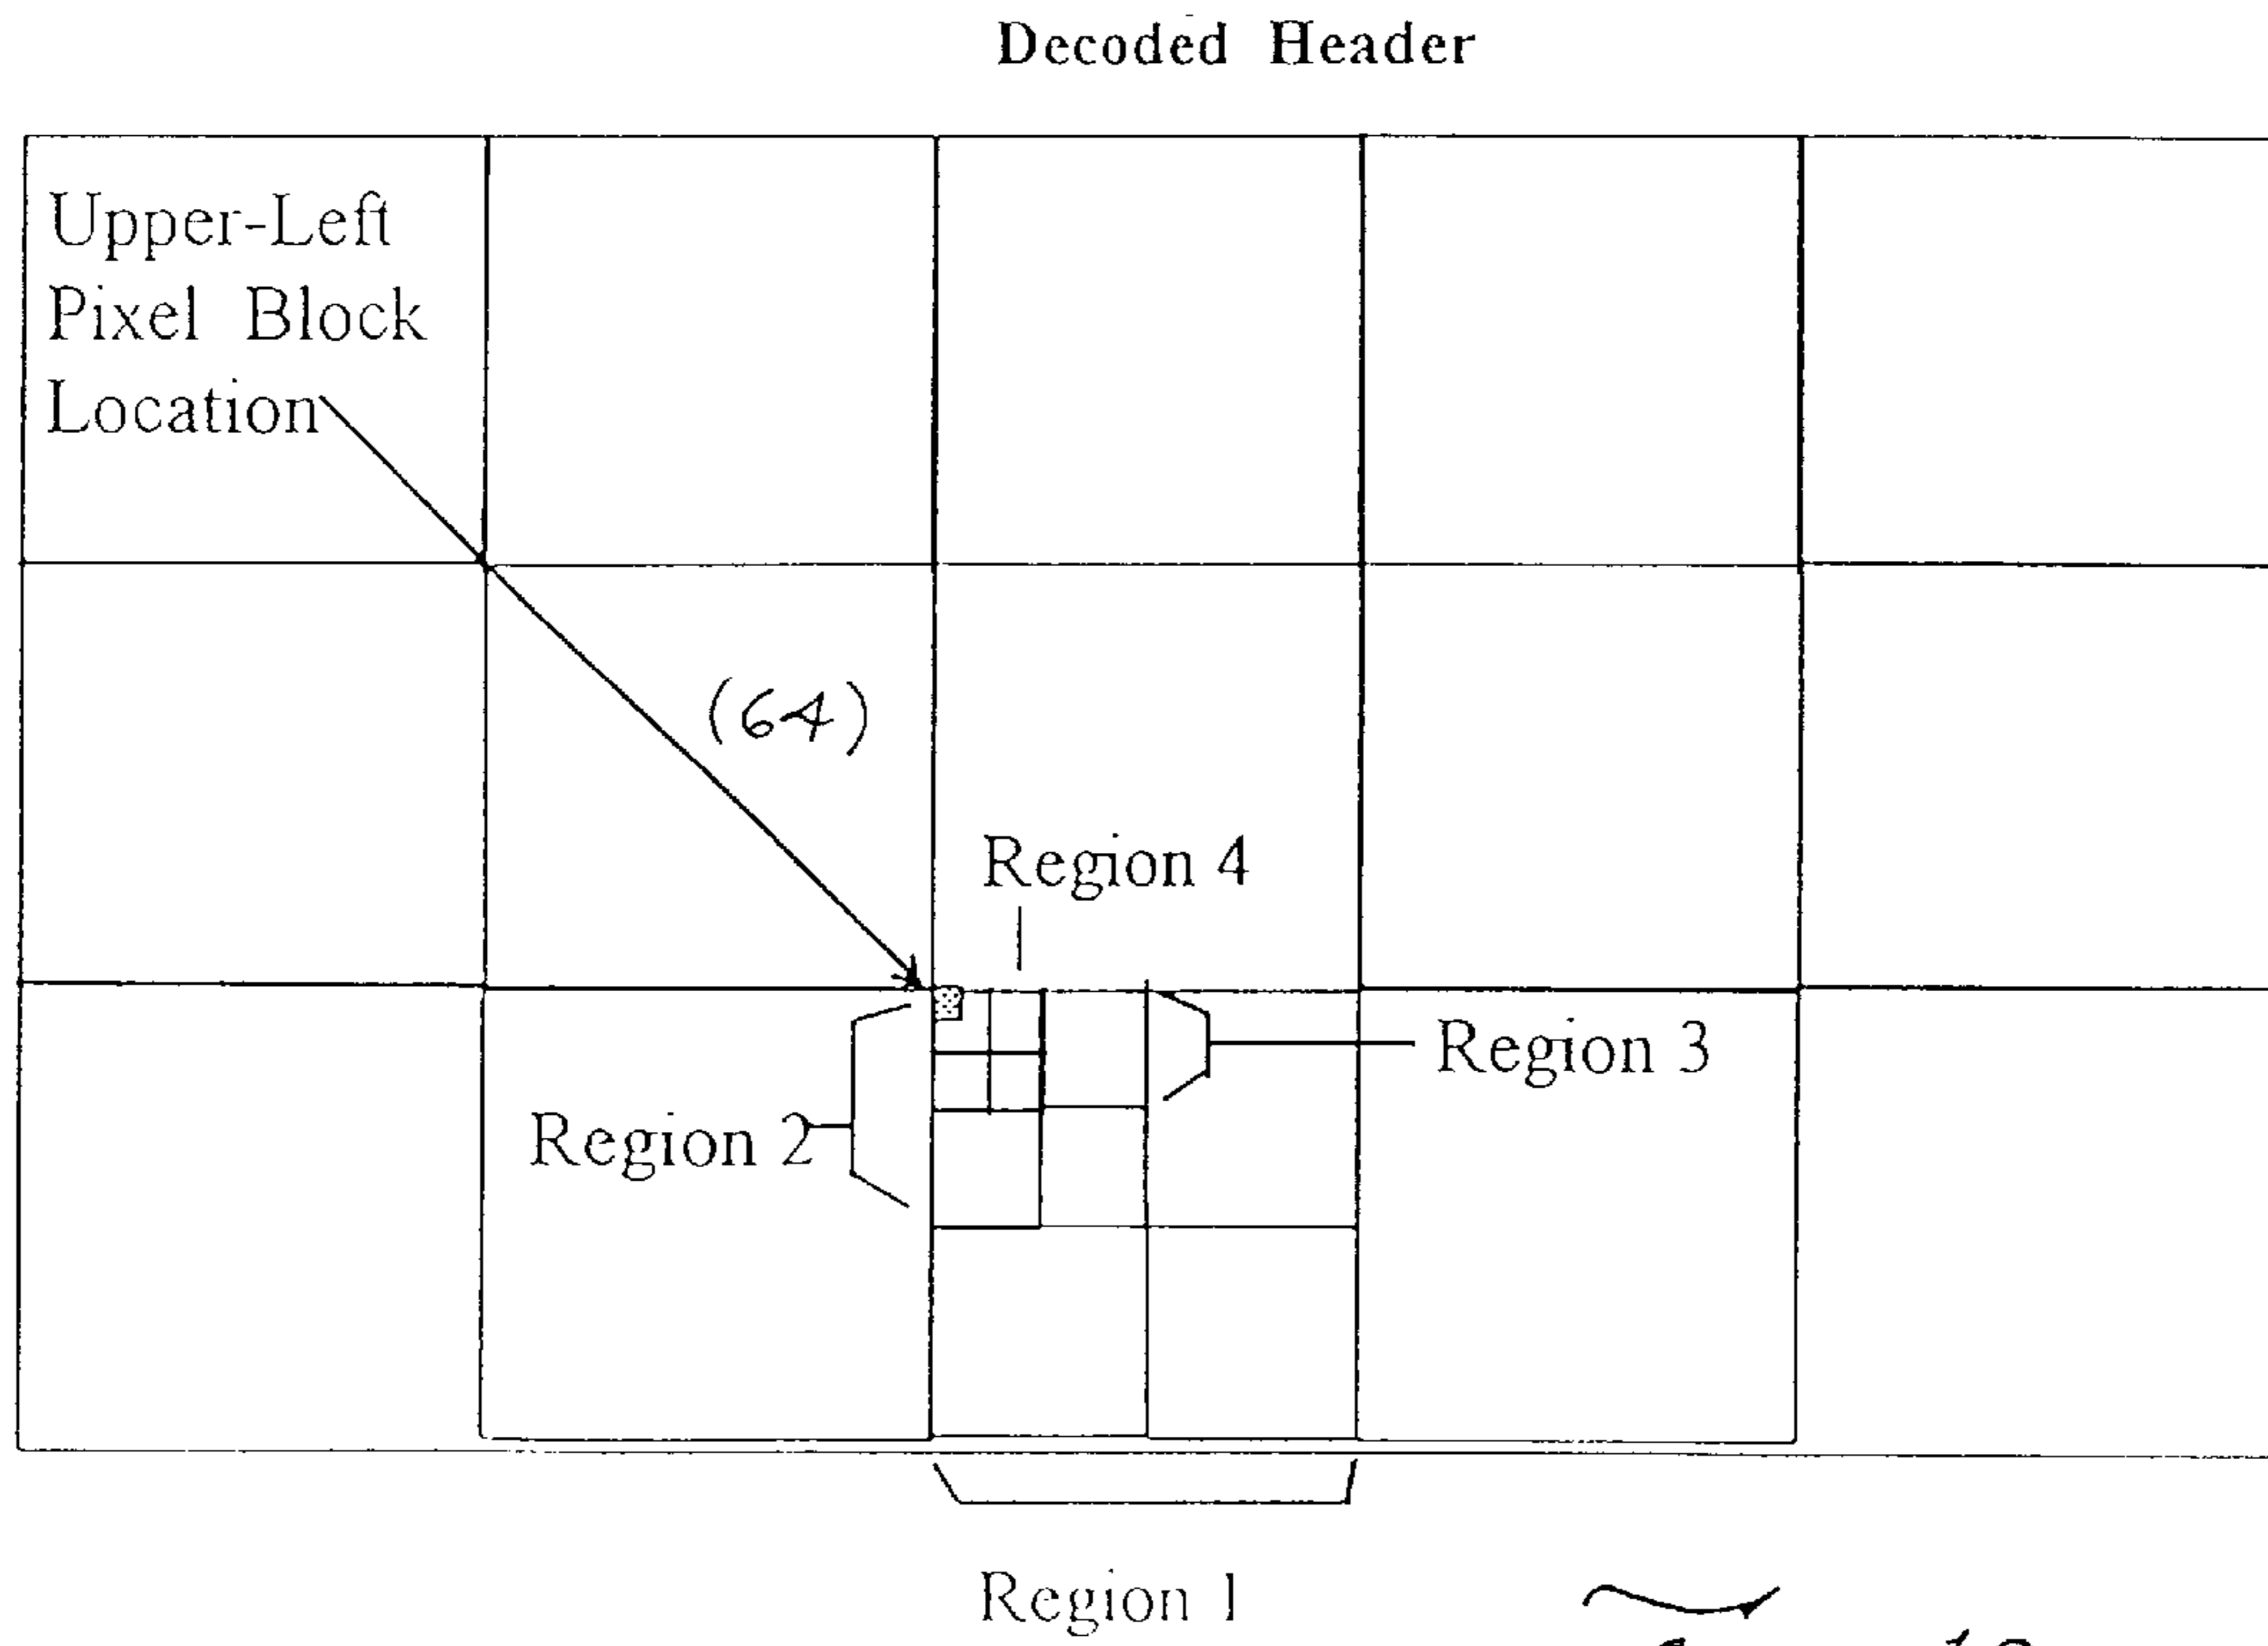 Decoded Header
Upper-Left
Pixel Block
Location
(64)
Region 4
Region 3
Region 2
Region 1